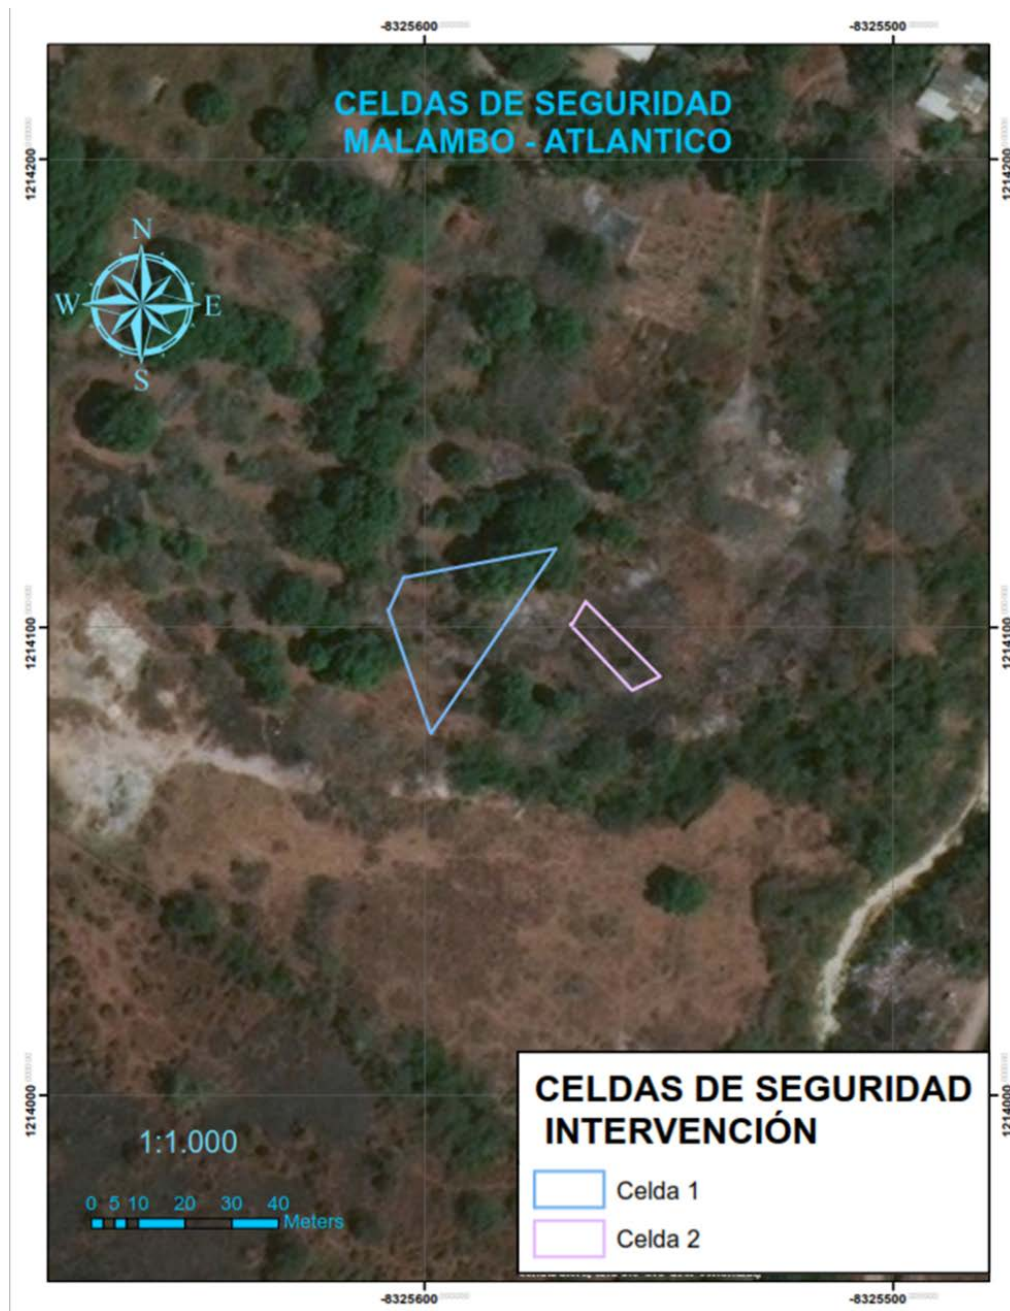 -8325600
-8325500
CELDAS DE SEGURIDAD
MALAMBO - ATLANTICO
1214200
1214200
N
W
E
S
1214100
1214100
CELDAS DE SEGURIDAD
INTERVENCIÓN
1214000
1214000
1:1.000
Celda 1
0 5 10 20 30 40
Meters
Celda 2
-8325600
-8325500